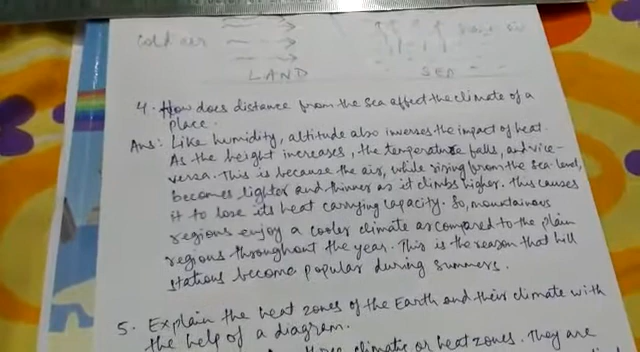 cold air
LAND
SEA
4. How does distance from the sea affect the climate of a
place.
Ans: Like humidity, altitude also inverses the impact of heat.
As the height increases, the temperature falls, and vice-
versa. This is because the air, while rising from the sea-level,
becomes lighter and thinner as it climbs higher. This causes
it to lose its heat carrying capacity. So, mountainous
regions enjoy a cooler climate as compared to the plain
regions throughout the year. This is the reason that hill
stations become popular during summers.
5. Explain the heat zones of the Earth and their climate with
the help of a diagram.
three climatic or heat zones. They are